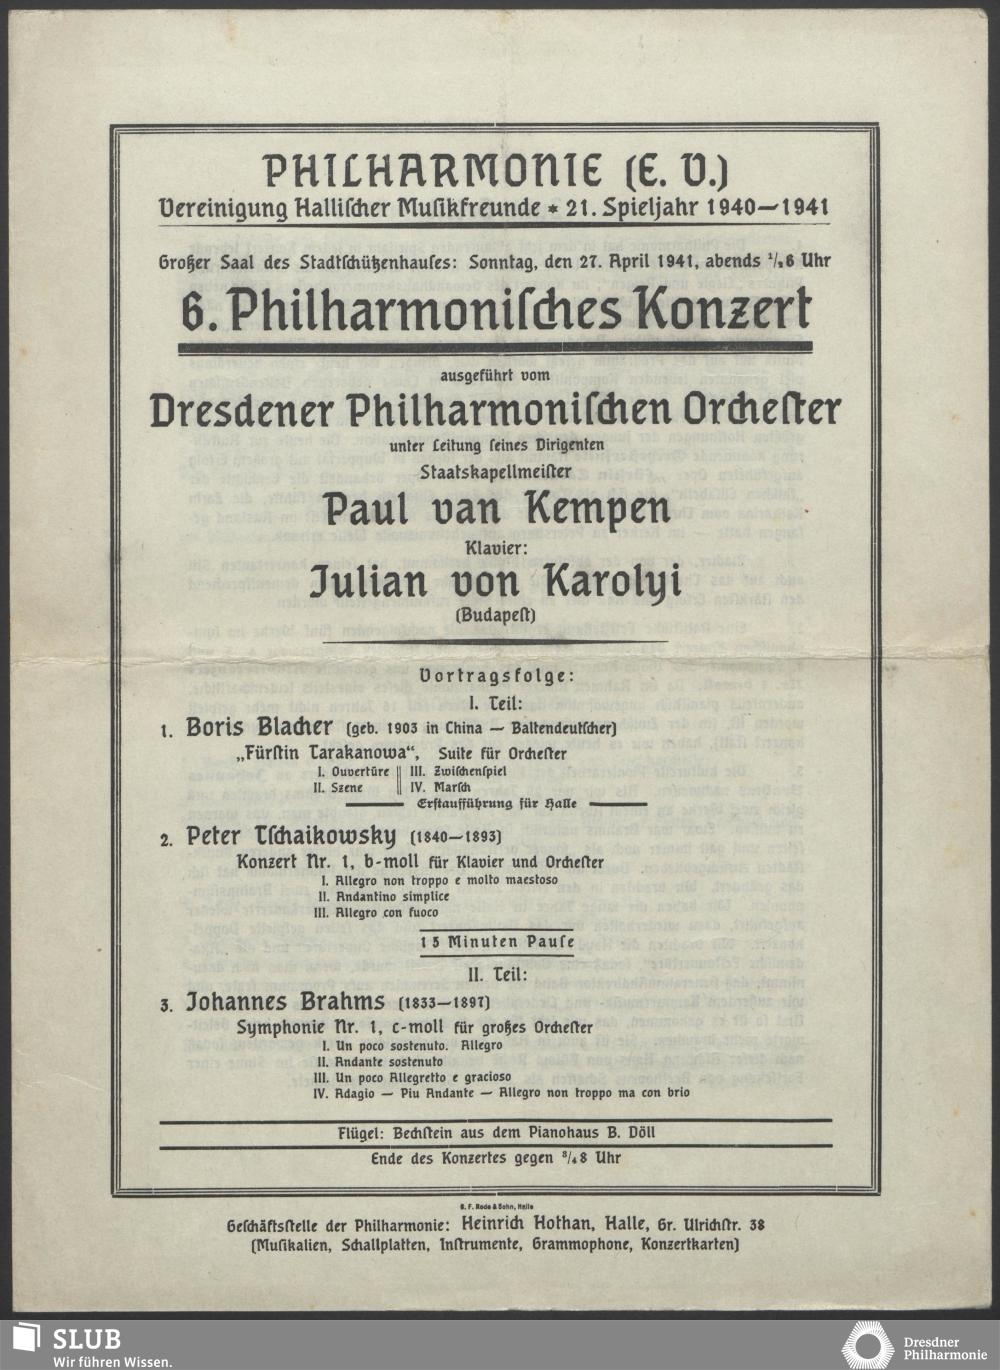 PHILHARMONIE (E. V.)
Vereinigung Halliſcher Muſikfreunde * 21. Spieljahr 1940—1941
Großer Saal des Stadtſchützenhauſes: Sonntag, den 27. April 1941, abends ½6 Uhr
6. Philharmoniſches Konzert
ausgeführt vom
Dresdener Philharmoniſchen Orcheſter
unter Leitung ſeines Dirigenten
Staatskapellmeiſter
Paul van Kempen
Klavier:
Julian von Karolyi
(Budapeſt)
Vortragsfolge:
I. Teil:
1. Boris Blacher (geb. 1903 in China — Baltendeutſcher)
„Fürſtin Tarakanowa“, Suite für Orcheſter
I. Ouvertüre || III. Zwiſchenſpiel
II. Szene || IV. Marſch
Erſtaufführung für Halle
2. Peter Tſchaikowsky (1840—1893)
Konzert Nr. 1, b-moll für Klavier und Orcheſter
I. Allegro non troppo e molto maestoso
II. Andantino simplice
III. Allegro con fuoco
15 Minuten Pauſe
II. Teil:
3. Johannes Brahms (1833—1897)
Symphonie Nr. 1, c-moll für großes Orcheſter
I. Un poco sostenuto. Allegro
II. Andante sostenuto
III. Un poco Allegretto e gracioso
IV. Adagio — Piu Andante — Allegro non troppo ma con brio
Flügel: Bechſtein aus dem Pianohaus B. Döll
Ende des Konzertes gegen ¾8 Uhr
G. F. Rode & Sohn, Halle
Geſchäftsſtelle der Philharmonie: Heinrich Hothan, Halle, Gr. Ulrichſtr. 38
(Muſikalien, Schallplatten, Inſtrumente, Grammophone, Konzertkarten)
SLUB
Wir führen Wissen.
Dresdner
Philharmonie